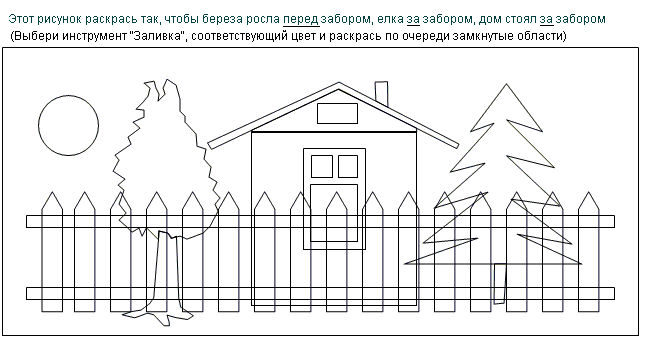 Этот рисунок раскрась так, чтобы береза росла перед забором, елка за забором, дом стоял за забором
(Выбери инструмент "Заливка", соответствующий цвет и раскрась по очереди замкнутые области)